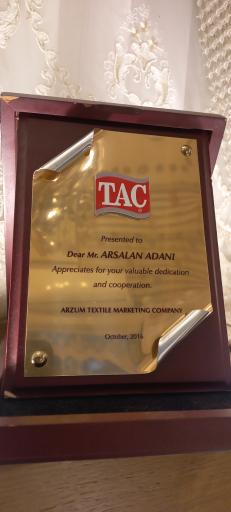 TAC
Presented to
Dear Mr. ARSALAN ADANI
Appreciates for your valuable dedication
and cooperation.
ARZUM TEXTILE MARKETING COMPANY
October, 2016